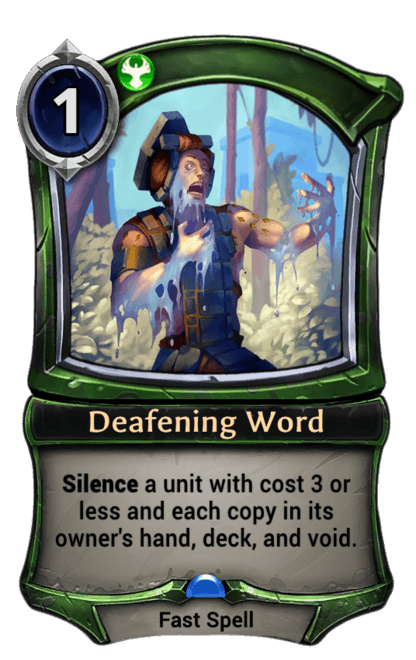 1
Deafening Word
Silence a unit with cost 3 or
less and each copy in its
owner's hand, deck, and void.
Fast Spell